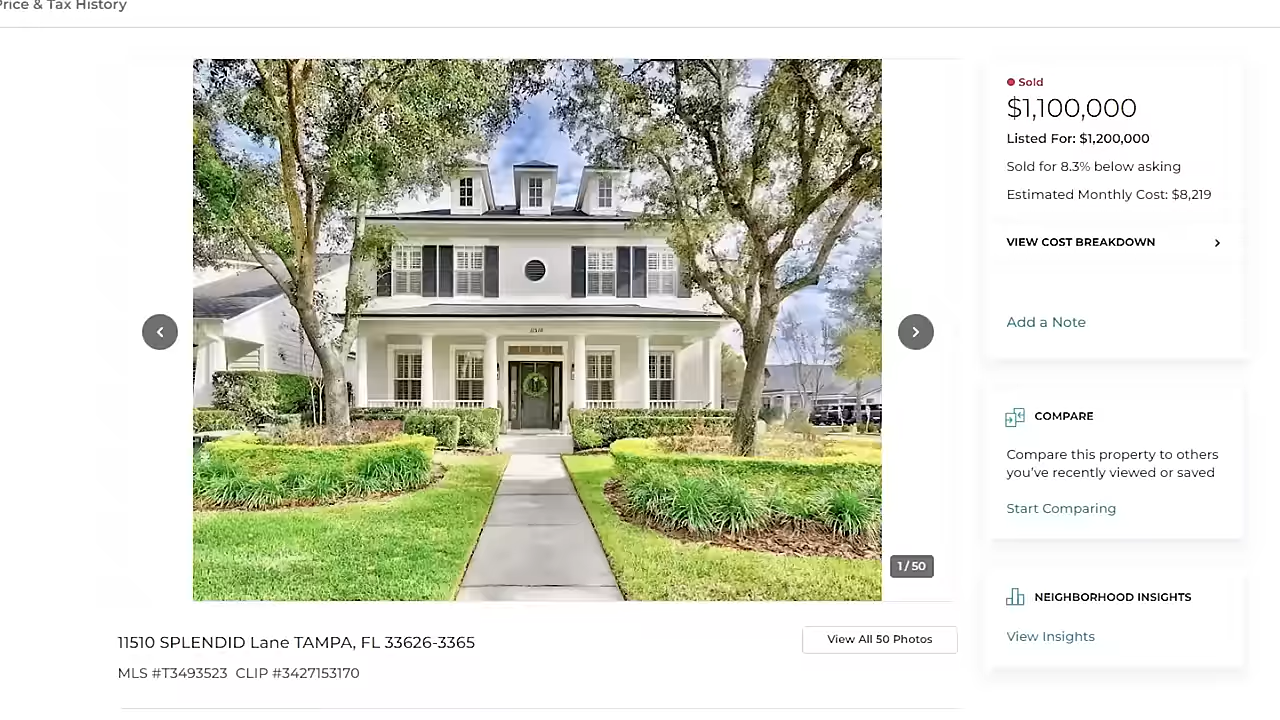 Price & Tax History
Sold
$1,100,000
Listed For: $1,200,000
Sold for 8.3% below asking
Estimated Monthly Cost: $8,219
VIEW COST BREAKDOWN
Add a Note
COMPARE
Compare this property to others
you’ve recently viewed or saved
Start Comparing
NEIGHBORHOOD INSIGHTS
View Insights
1 / 50
11510 SPLENDID Lane TAMPA, FL 33626-3365
View All 50 Photos
MLS #T3493523 CLIP #3427153170